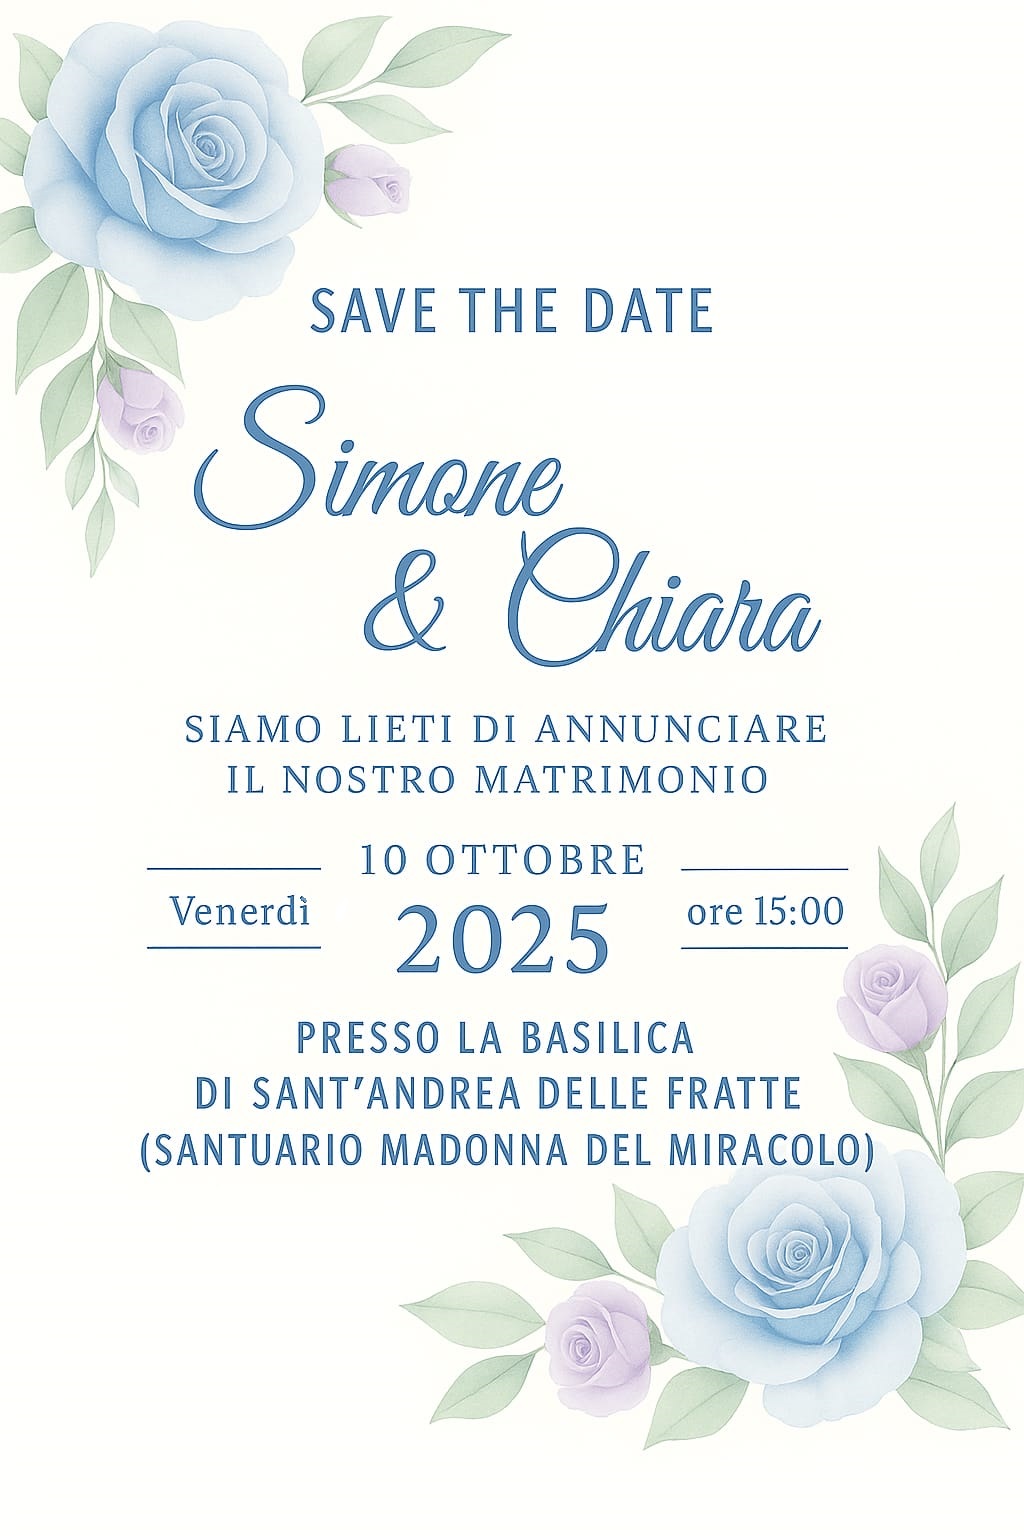 SAVE THE DATE
Simone
& Chiara
SIAMO LIETI DI ANNUNCIARE
IL NOSTRO MATRIMONIO
10 OTTOBRE
Venerdì 2025 ore 15:00
PRESSO LA BASILICA
DI SANT’ANDREA DELLE FRATTE
(SANTUARIO MADONNA DEL MIRACOLO)